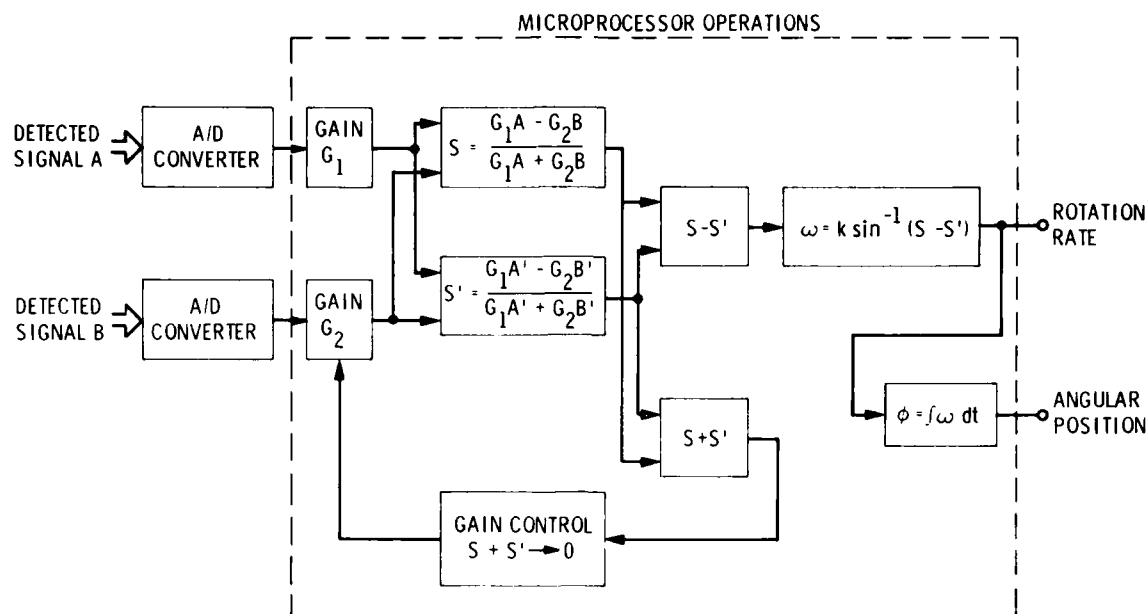 MICROPROCESSOR OPERATIONS
DETECTED
SIGNAL A
A/D
CONVERTER
GAIN
G₁
S = (G₁A - G₂B) / (G₁A + G₂B)
S - S'
ω = k sin⁻¹ (S - S')
ROTATION
RATE
DETECTED
SIGNAL B
A/D
CONVERTER
GAIN
G₂
S' = (G₁A' - G₂B') / (G₁A' + G₂B')
S + S'
φ = ∫ω dt
ANGULAR
POSITION
GAIN CONTROL
S + S' → 0